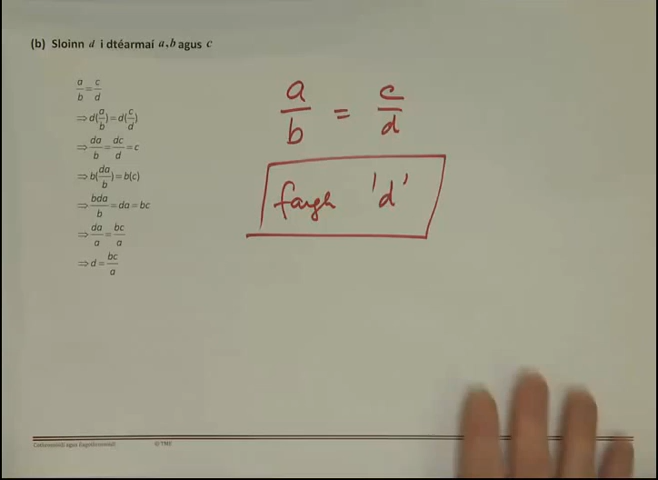 (b) Sloinn d i dtéarmaí a,b agus c
a/b = c/d
⇒ d(a/b) = d(c/d)
⇒ da/b = dc/d = c
⇒ b(da/b) = b(c)
⇒ bda/b = da = bc
⇒ da/a = bc/a
⇒ d = bc/a
a/b = c/d
faigh 'd'